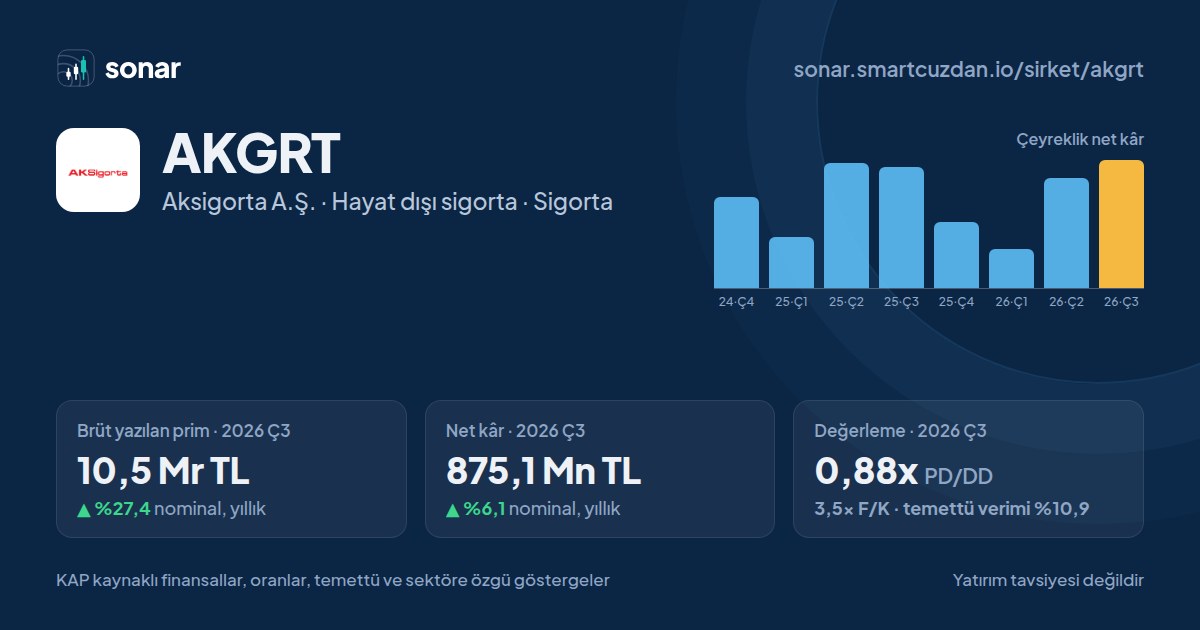 sonar
sonar.smartcuzdan.io/sirket/akgrt
AKSigorta
AKGRT
Aksigorta A.Ş. · Hayat dışı sigorta · Sigorta
Çeyreklik net kâr
24·Ç4 25·Ç1 25·Ç2 25·Ç3 25·Ç4 26·Ç1 26·Ç2 26·Ç3
Brüt yazılan prim · 2026 Ç3
10,5 Mr TL
▲ %27,4 nominal, yıllık
Net kâr · 2026 Ç3
875,1 Mn TL
▲ %6,1 nominal, yıllık
Değerleme · 2026 Ç3
0,88x PD/DD
3,5× F/K · temettü verimi %10,9
KAP kaynaklı finansallar, oranlar, temettü ve sektöre özgü göstergeler
Yatırım tavsiyesi değildir